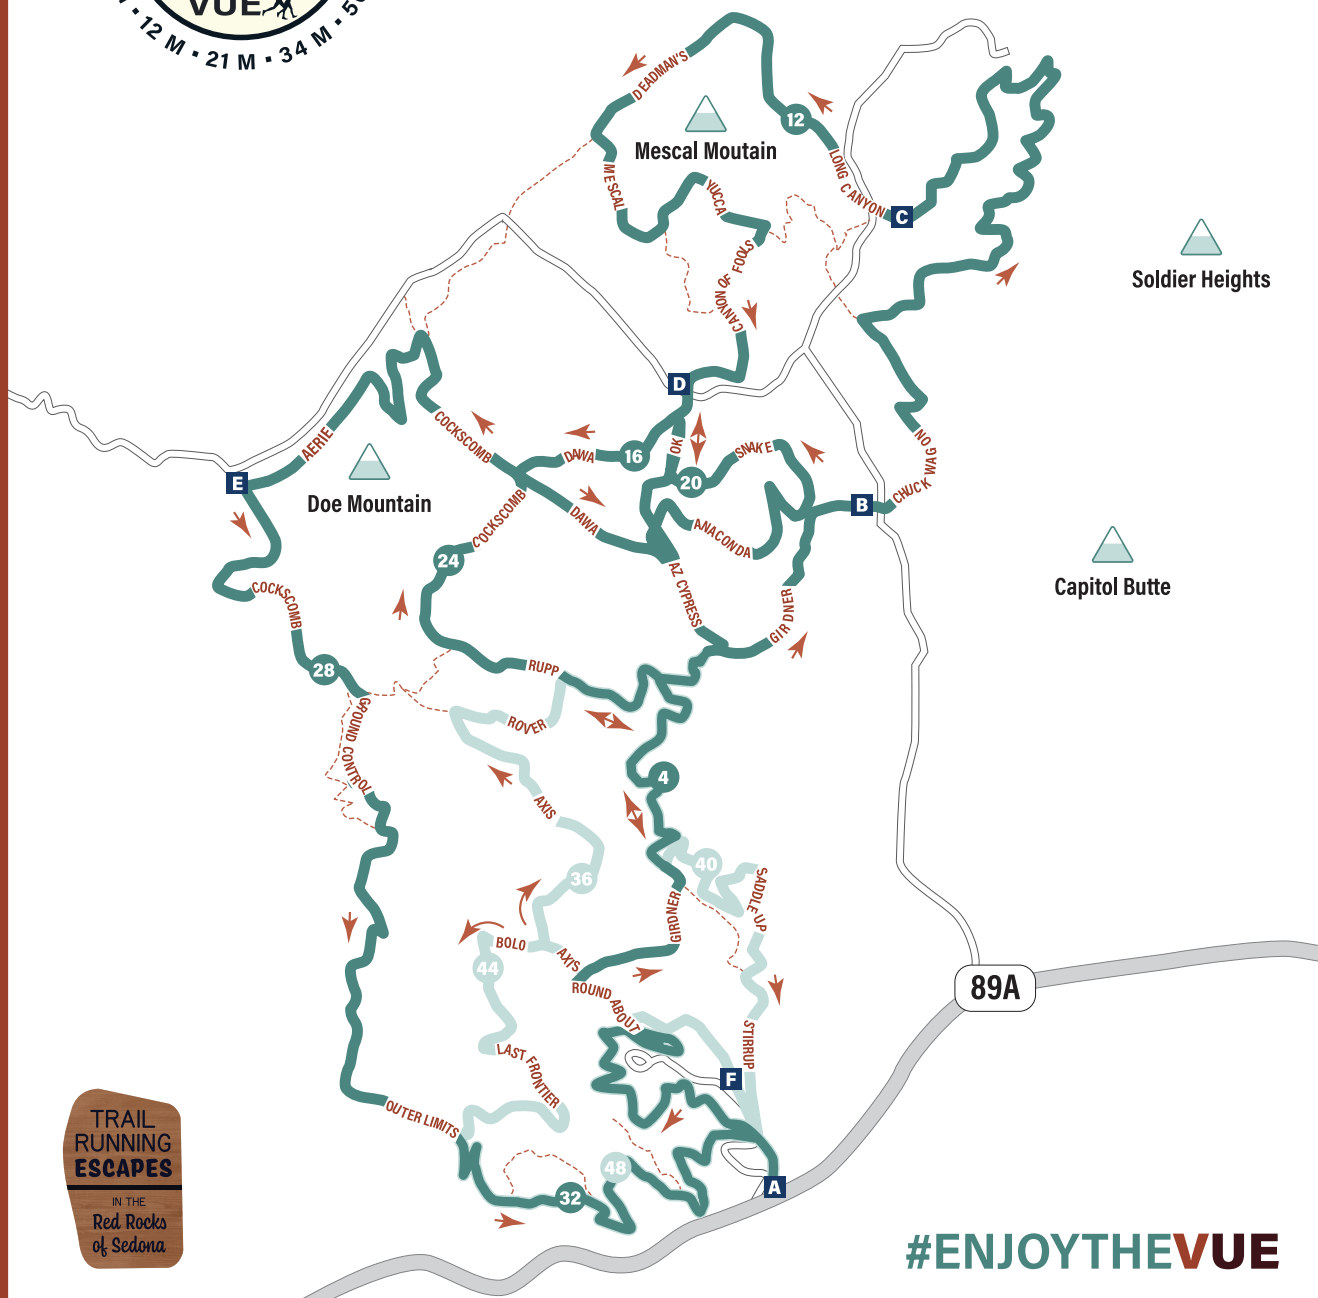 VUE
12 M • 21 M • 34 M •
DEADMAN'S
12
Mescal Moutain
LONG CANYON
MESCAL
YUCCA
C
CANYON OF FOOLS
Soldier Heights
D
COCKSCOMB
AERIE
DAWA
16
OK
SNAKE
20
NO WAG
CHUCK
E
Doe Mountain
B
DAWA
ANACONDA
COCKSCOMB
24
Capitol Butte
AZ CYPRESS
GIRDNER
COCKSCOMB
RUPP
28
GROUND CONTROL
ROVER
4
AXIS
40
36
SADDLE UP
GIRDNER
BOLO
AXIS
44
ROUND ABOUT
89A
STIRRUP
LAST FRONTIER
F
OUTER LIMITS
48
A
32
TRAIL
RUNNING
ESCAPES
IN THE
Red Rocks
of Sedona
#ENJOYTHEVUE